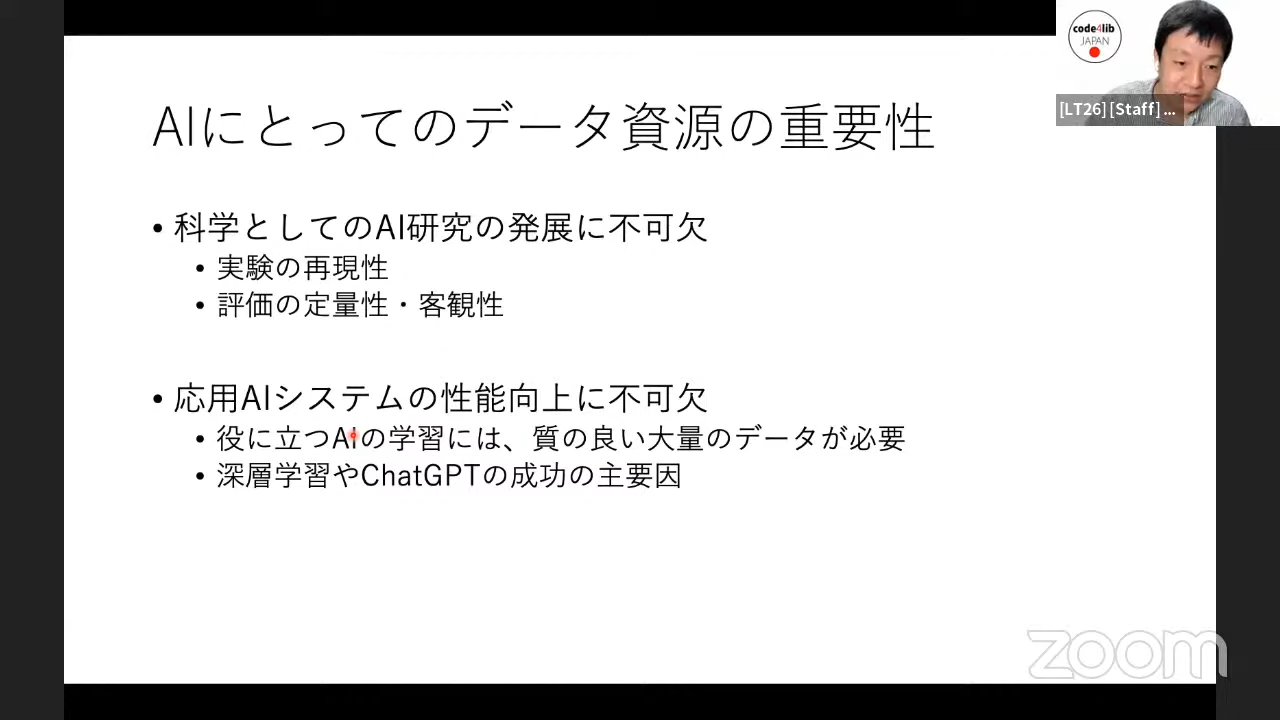 AIにとってのデータ資源の重要性
• 科学としてのAI研究の発展に不可欠
• 実験の再現性
• 評価の定量性・客観性
• 応用AIシステムの性能向上に不可欠
• 役に立つAIの学習には、質の良い大量のデータが必要
• 深層学習やChatGPTの成功の主要因
code4lib
JAPAN
[LT26][Staff] ...
zoom